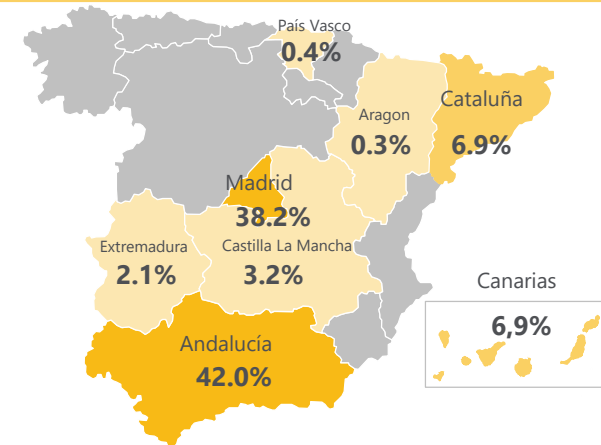 País Vasco
0.4%
Cataluña
6.9%
Aragon
0.3%
Madrid
38.2%
Extremadura
2.1%
Castilla La Mancha
3.2%
Canarias
6,9%
Andalucía
42.0%